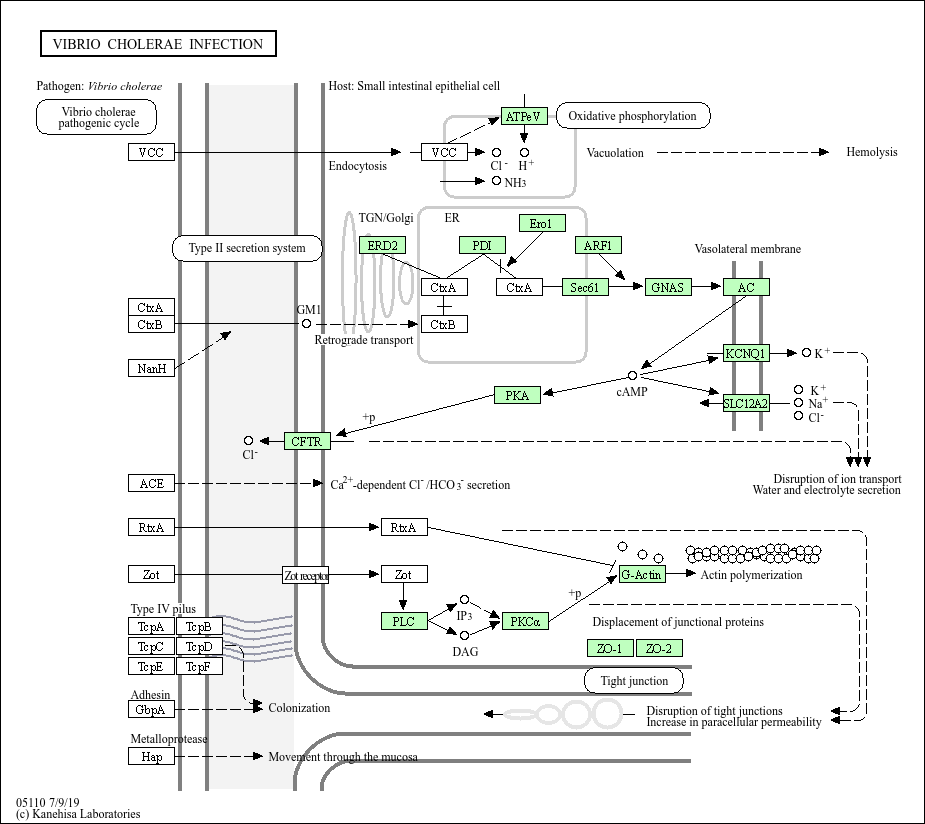 VIBRIO CHOLERAE INFECTION
Pathogen: Vibrio cholerae
Host: Small intestinal epithelial cell
Vibrio cholerae
pathogenic cycle
ATPeV
Oxidative phosphorylation
VCC
VCC
Endocytosis
Cl-
H+
NH3
Vacuolation
Hemolysis
TGN/Golgi
ER
Ero1
Type II secretion system
ERD2
PDI
ARF1
Vasolateral membrane
CtxA
CtxA
Sec61
GNAS
AC
CtxA
CtxB
GM1
CtxB
Retrograde transport
NanH
KCNQ1
K+
cAMP
PKA
SLC12A2
K+
Na+
Cl-
+p
CFTR
Cl-
ACE
Ca2+-dependent Cl-/HCO3- secretion
Disruption of ion transport
Water and electrolyte secretion
RtxA
RtxA
Zot
Zot receptor
Zot
G-Actin
Actin polymerization
+p
Type IV pilus
TcpA
TcpB
TcpC
TcpD
TcpE
TcpF
PLC
IP3
DAG
PKCα
Displacement of junctional proteins
ZO-1
ZO-2
Tight junction
Adhesin
GbpA
Colonization
Disruption of tight junctions
Increase in paracellular permeability
Metalloprotease
Hap
Movement through the mucosa
05110 7/9/19
(c) Kanehisa Laboratories